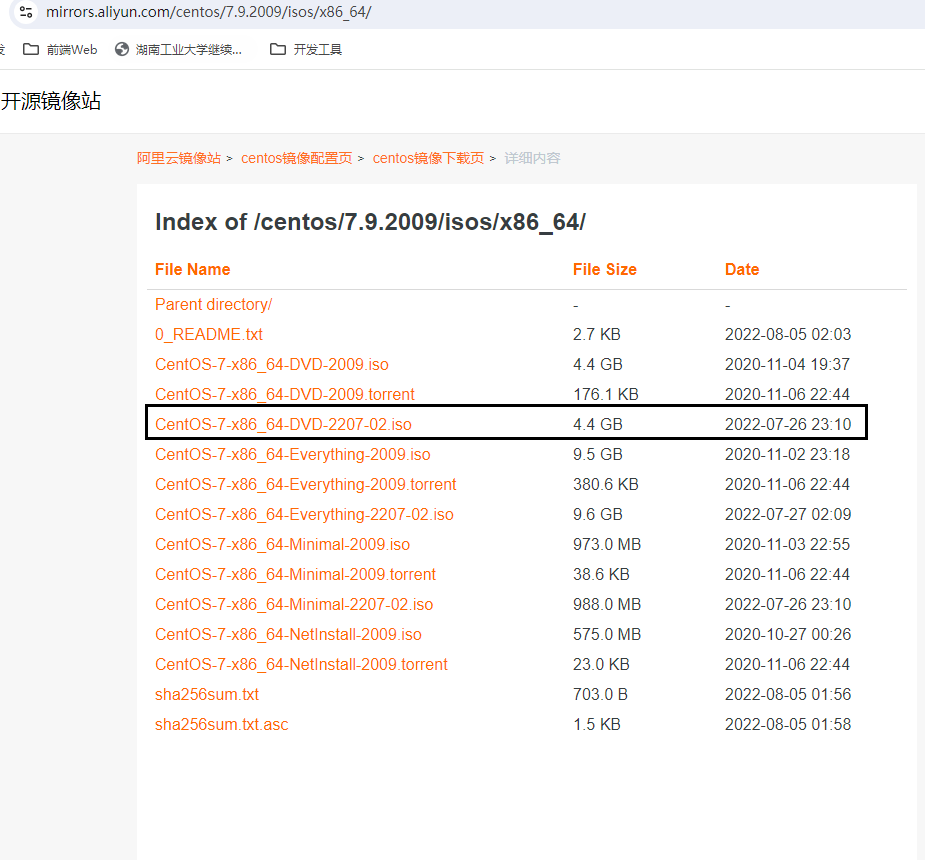 mirrors.aliyun.com/centos/7.9.2009/isos/x86_64/
发 前端Web 湖南工业大学继续... 开发工具
开源镜像站
阿里云镜像站 > centos镜像配置页 > centos镜像下载页 > 详细内容
Index of /centos/7.9.2009/isos/x86_64/
File Name File Size Date
Parent directory/ - -
0_README.txt 2.7 KB 2022-08-05 02:03
CentOS-7-x86_64-DVD-2009.iso 4.4 GB 2020-11-04 19:37
CentOS-7-x86_64-DVD-2009.torrent 176.1 KB 2020-11-06 22:44
CentOS-7-x86_64-DVD-2207-02.iso 4.4 GB 2022-07-26 23:10
CentOS-7-x86_64-Everything-2009.iso 9.5 GB 2020-11-02 23:18
CentOS-7-x86_64-Everything-2009.torrent 380.6 KB 2020-11-06 22:44
CentOS-7-x86_64-Everything-2207-02.iso 9.6 GB 2022-07-27 02:09
CentOS-7-x86_64-Minimal-2009.iso 973.0 MB 2020-11-03 22:55
CentOS-7-x86_64-Minimal-2009.torrent 38.6 KB 2020-11-06 22:44
CentOS-7-x86_64-Minimal-2207-02.iso 988.0 MB 2022-07-26 23:10
CentOS-7-x86_64-NetInstall-2009.iso 575.0 MB 2020-10-27 00:26
CentOS-7-x86_64-NetInstall-2009.torrent 23.0 KB 2020-11-06 22:44
sha256sum.txt 703.0 B 2022-08-05 01:56
sha256sum.txt.asc 1.5 KB 2022-08-05 01:58